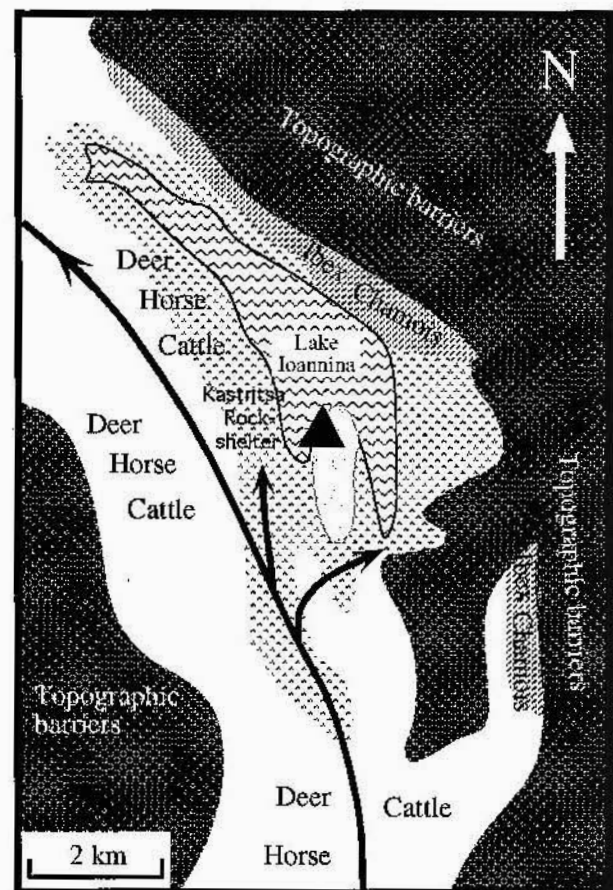 N
Topographic barriers
Ibex Chamois
Deer
Horse
Cattle
Lake
Ioannina
Kastritsa
Rock-
shelter
Deer
Horse
Cattle
Topographic barriers
Ibex Chamois
Topographic
barriers
Deer
Cattle
Horse
2 km